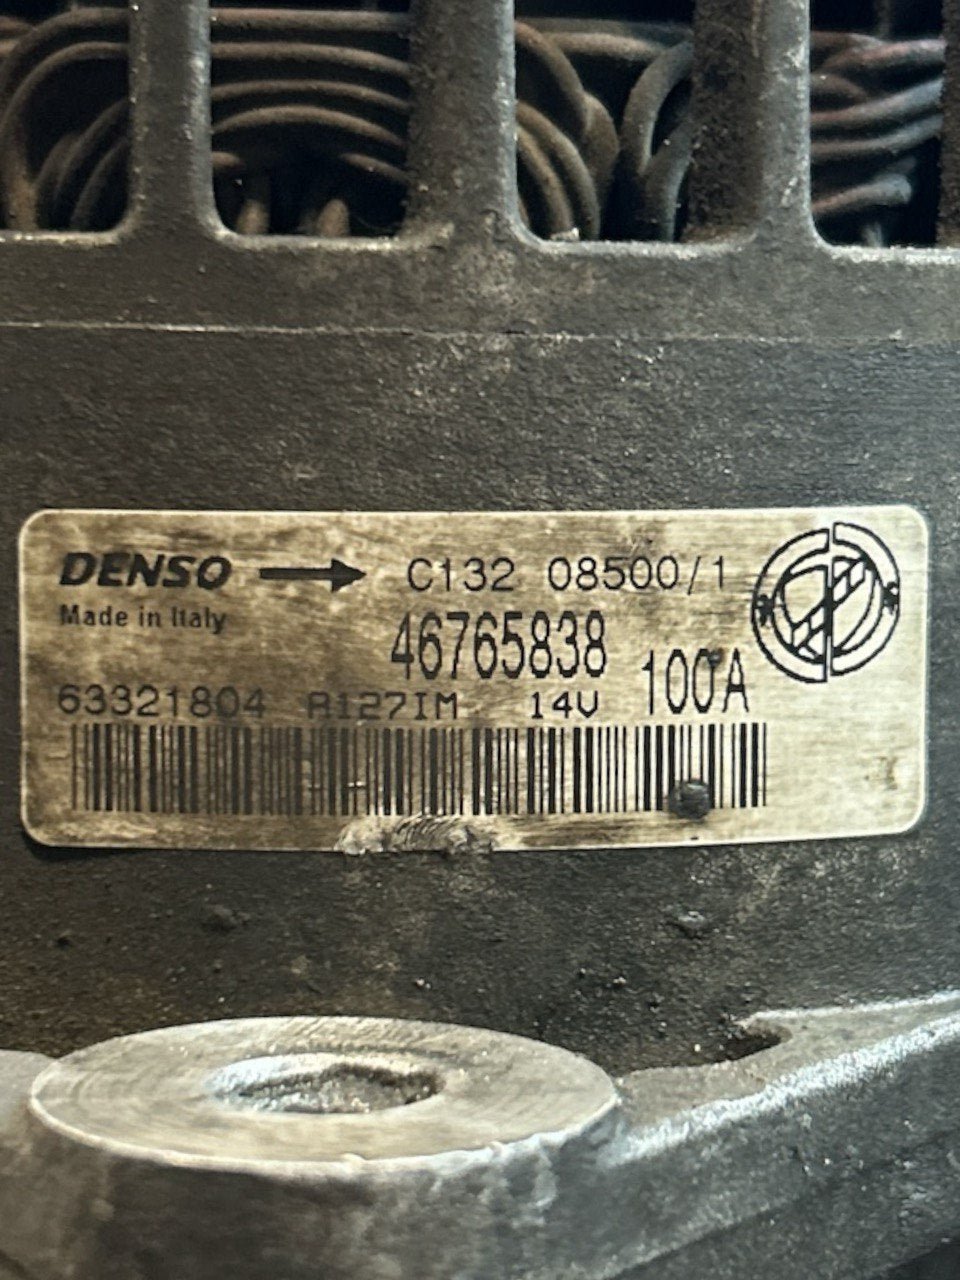 DENSO → C132 08500/1
Made in Italy
46765838
63321804 A127IM 14V 100A